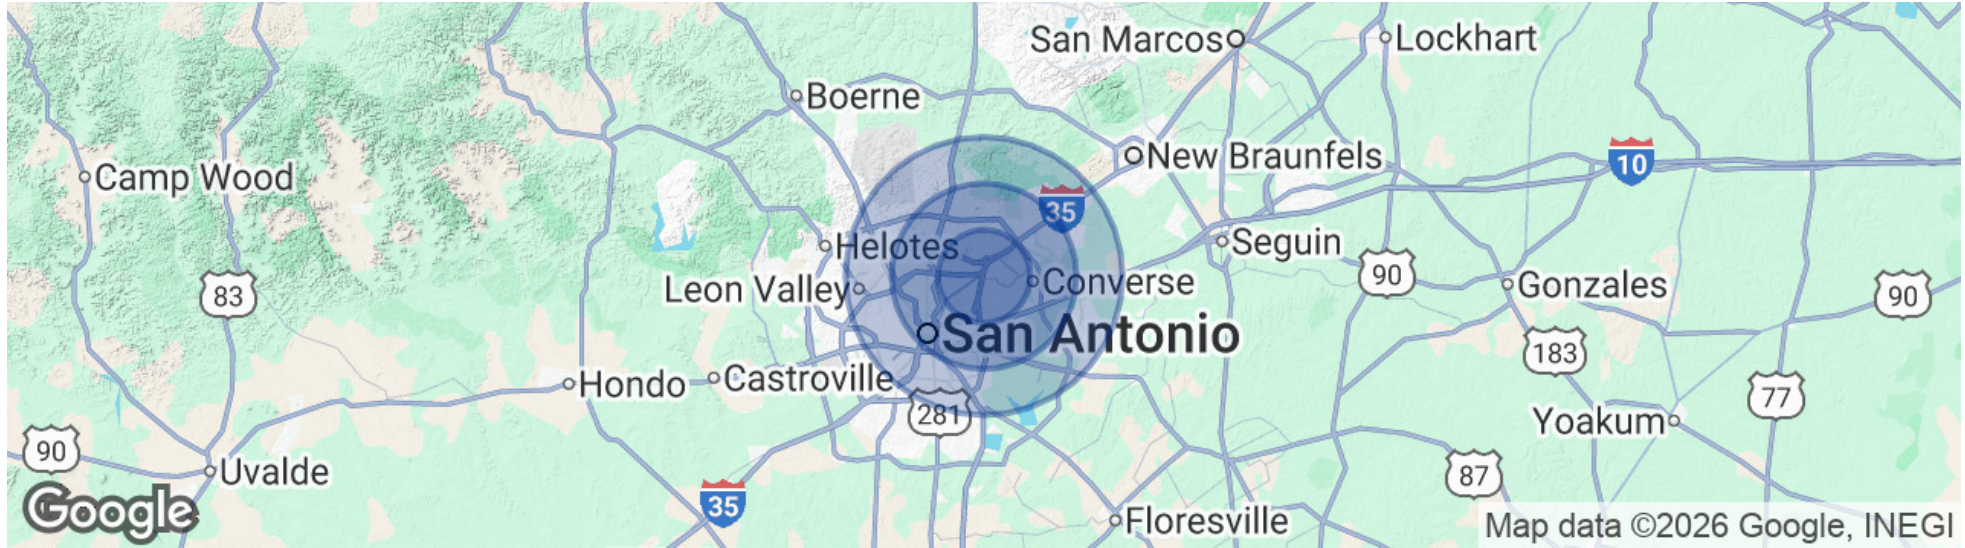 San Marcos
Lockhart
Boerne
New Braunfels
10
Camp Wood
35
Helotes
Seguin
Converse
90
Gonzales
83
Leon Valley
90
San Antonio
183
Hondo
Castroville
77
281
Yoakum
90
Uvalde
87
35
Google
Floresville
Map data ©2026 Google, INEGI